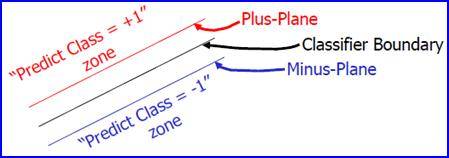 "Predict Class = +1"
zone
Plus-Plane
Classifier Boundary
Minus-Plane
"Predict Class = -1"
zone